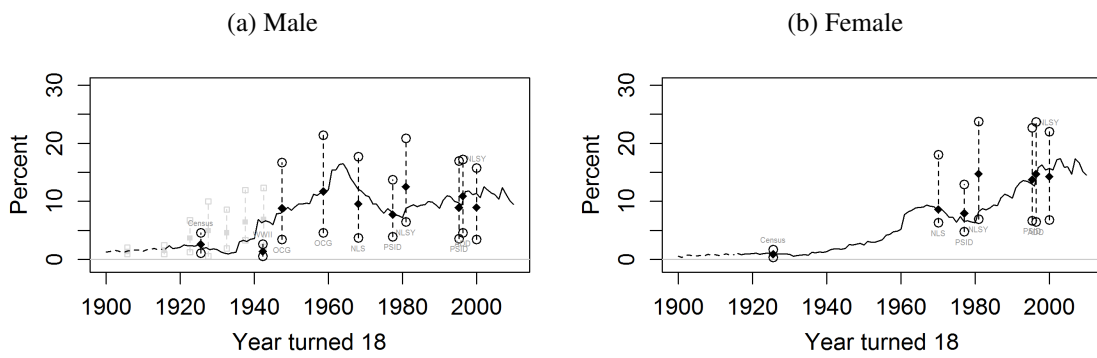 (a) Male
30
20
10
0
Percent
Census
WWII
OCG
OCG
NLS
PSID
NLSY
NLSY
PSID
1900 1920 1940 1960 1980 2000
Year turned 18
(b) Female
30
20
10
0
Percent
Census
NLS
PSID
NLSY
NLSY
PSID
1900 1920 1940 1960 1980 2000
Year turned 18